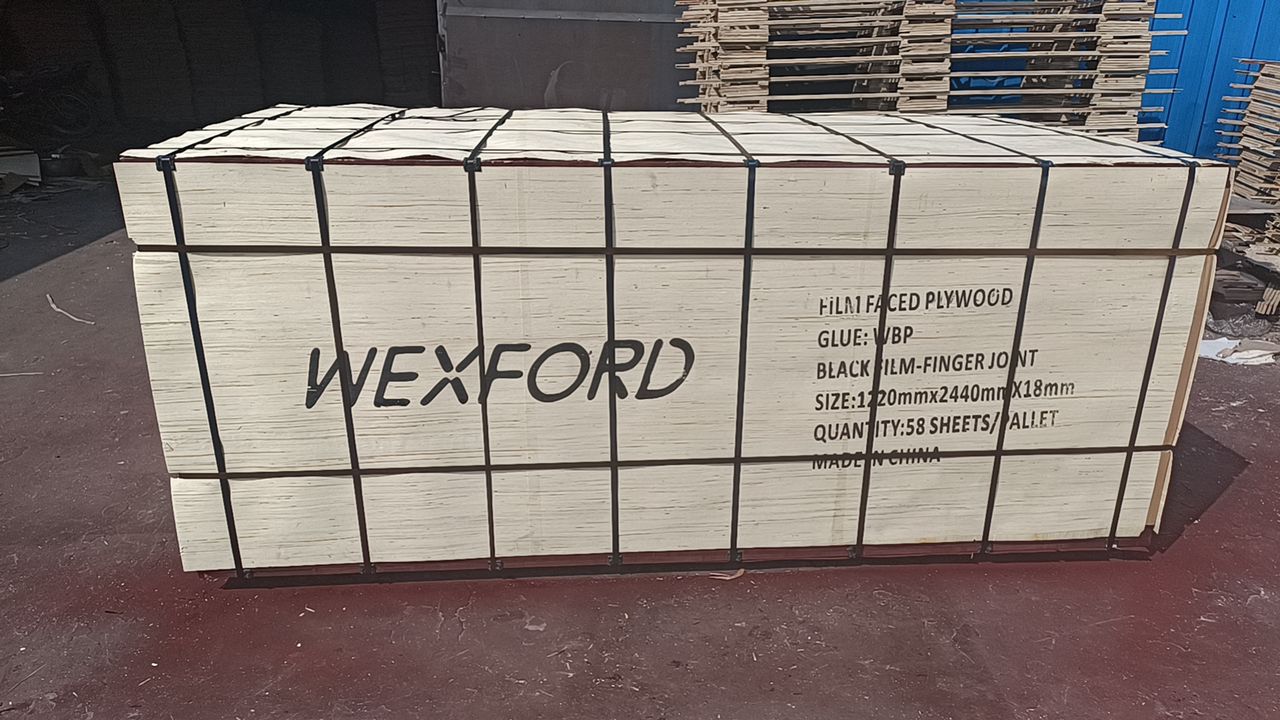 WEXFORD
FiLM FACED PLYWOOD
GLUE: WBP
BLACK FILM-FINGER JOINT
SIZE:1220mmx2440mmX18mm
QUANTITY:58 SHEETS/PALLET
MADE IN CHINA